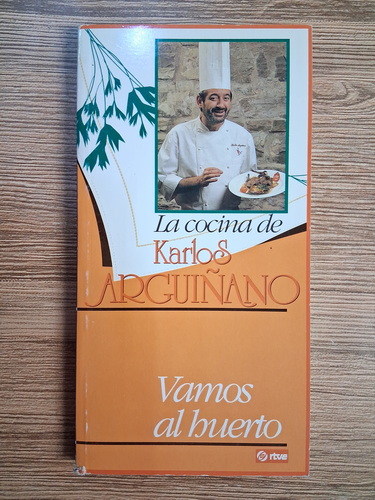 La cocina de
Karlos
ARGUIÑANO
Vamos
al huerto
rtve